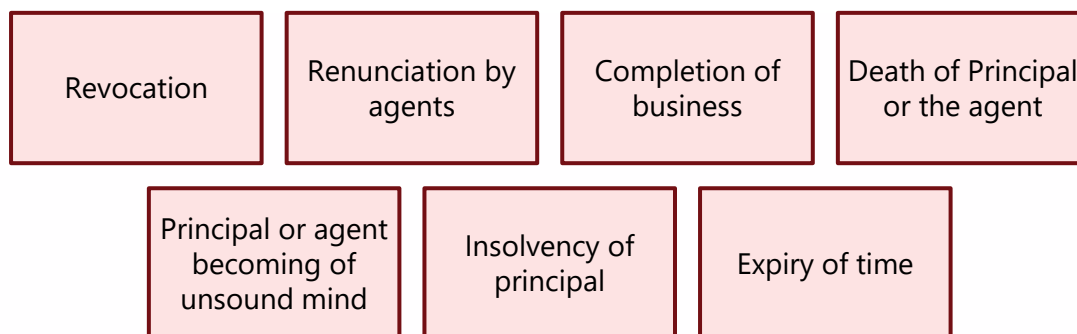 Revocation
Renunciation by
agents
Completion of
business
Death of Principal
or the agent
Principal or agent
becoming of
unsound mind
Insolvency of
principal
Expiry of time